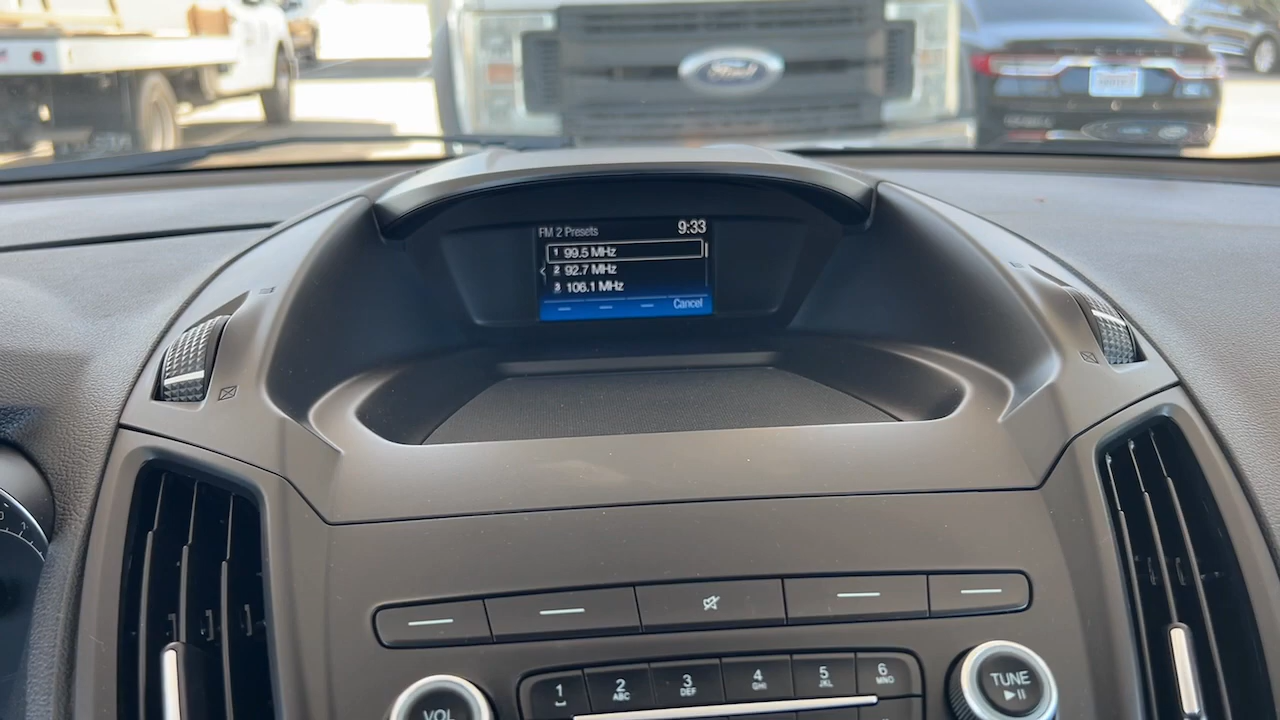 Ford
FM 2 Presets 9:33
1 99.5 MHz
2 92.7 MHz
3 106.1 MHz
Cancel
1 2 ABC 3 DEF 4 GHI 5 JKL 6 MNO
VOL
TUNE